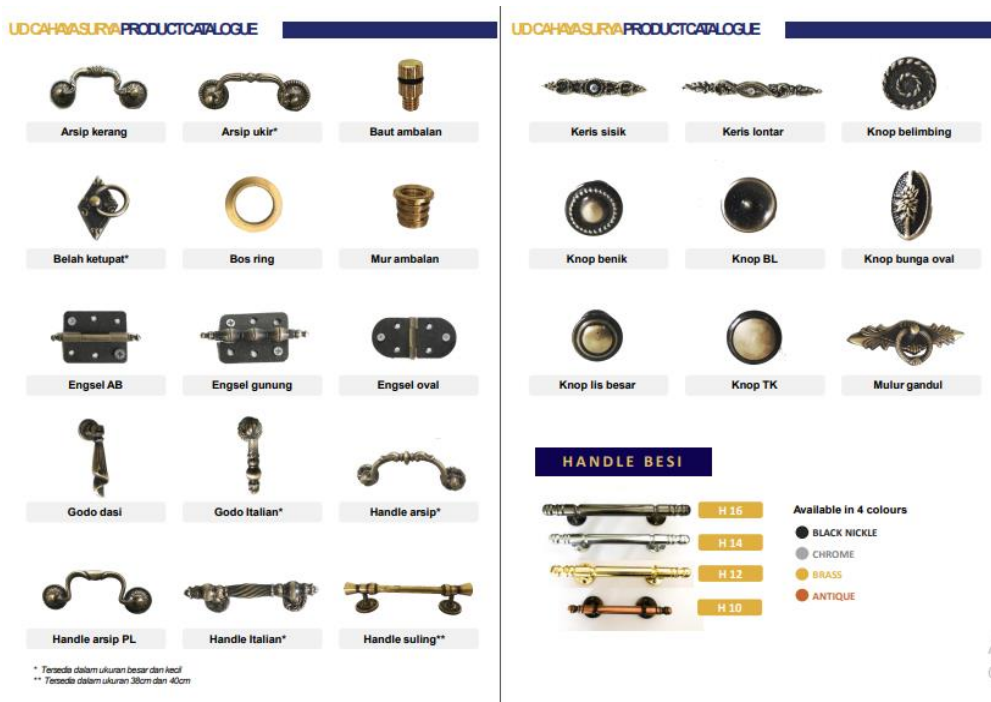 UD CAHAYA SURYA PRODUCT CATALOGUE
Arsip kerang
Arsip ukir*
Baut ambalan
Belah ketupat*
Bos ring
Mur ambalan
Engsel AB
Engsel gunung
Engsel oval
Godo dasi
Godo Italian*
Handle arsip*
Handle arsip PL
Handle Italian*
Handle suling**
* Tersedia dalam ukuran besar dan kecil
** Tersedia dalam ukuran 38cm dan 40cm
UD CAHAYA SURYA PRODUCT CATALOGUE
Keris sisik
Keris lontar
Knop belimbing
Knop benik
Knop BL
Knop bunga oval
Knop lis besar
Knop TK
Mulur gandul
HANDLE BESI
H 16
H 14
H 12
H 10
Available in 4 colours
BLACK NICKLE
CHROME
BRASS
ANTIQUE